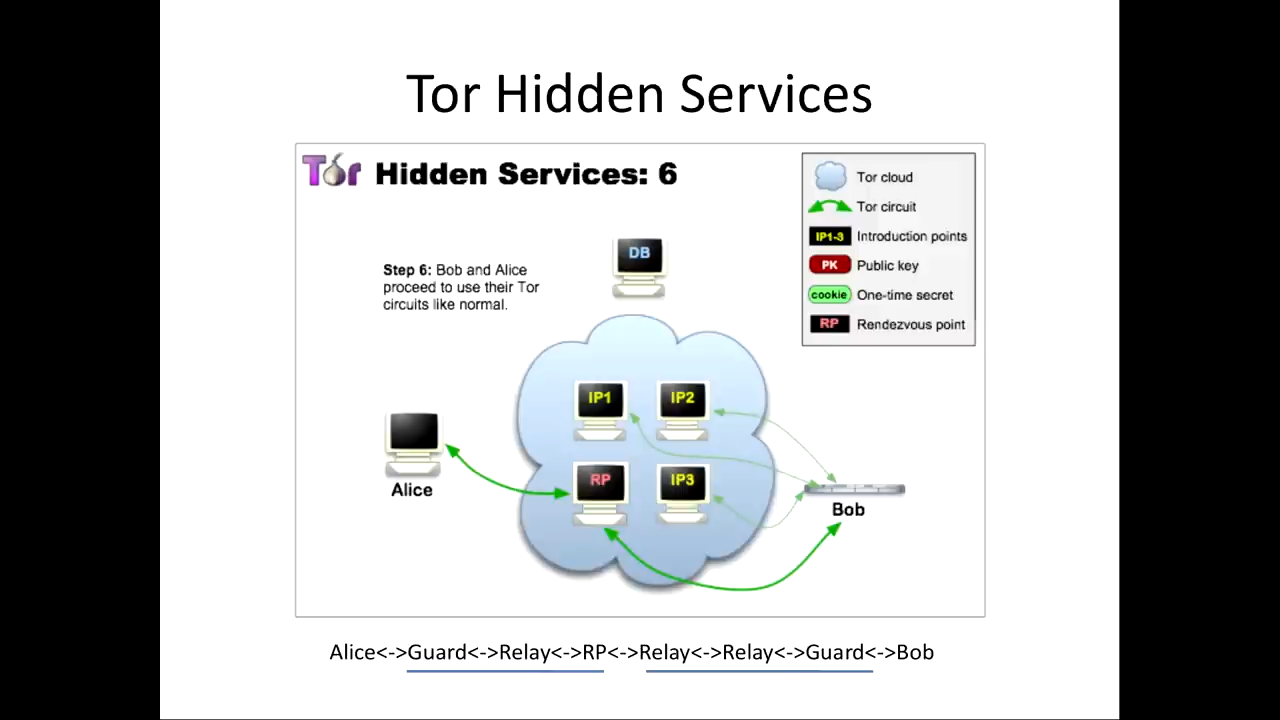 Tor Hidden Services
Tor Hidden Services: 6
Tor cloud
Tor circuit
IP1-3 Introduction points
PK Public key
cookie One-time secret
RP Rendezvous point
DB
Step 6: Bob and Alice
proceed to use their Tor
circuits like normal.
IP1 IP2
RP IP3
Alice
Bob
Alice<->Guard<->Relay<->RP<->Relay<->Relay<->Guard<->Bob